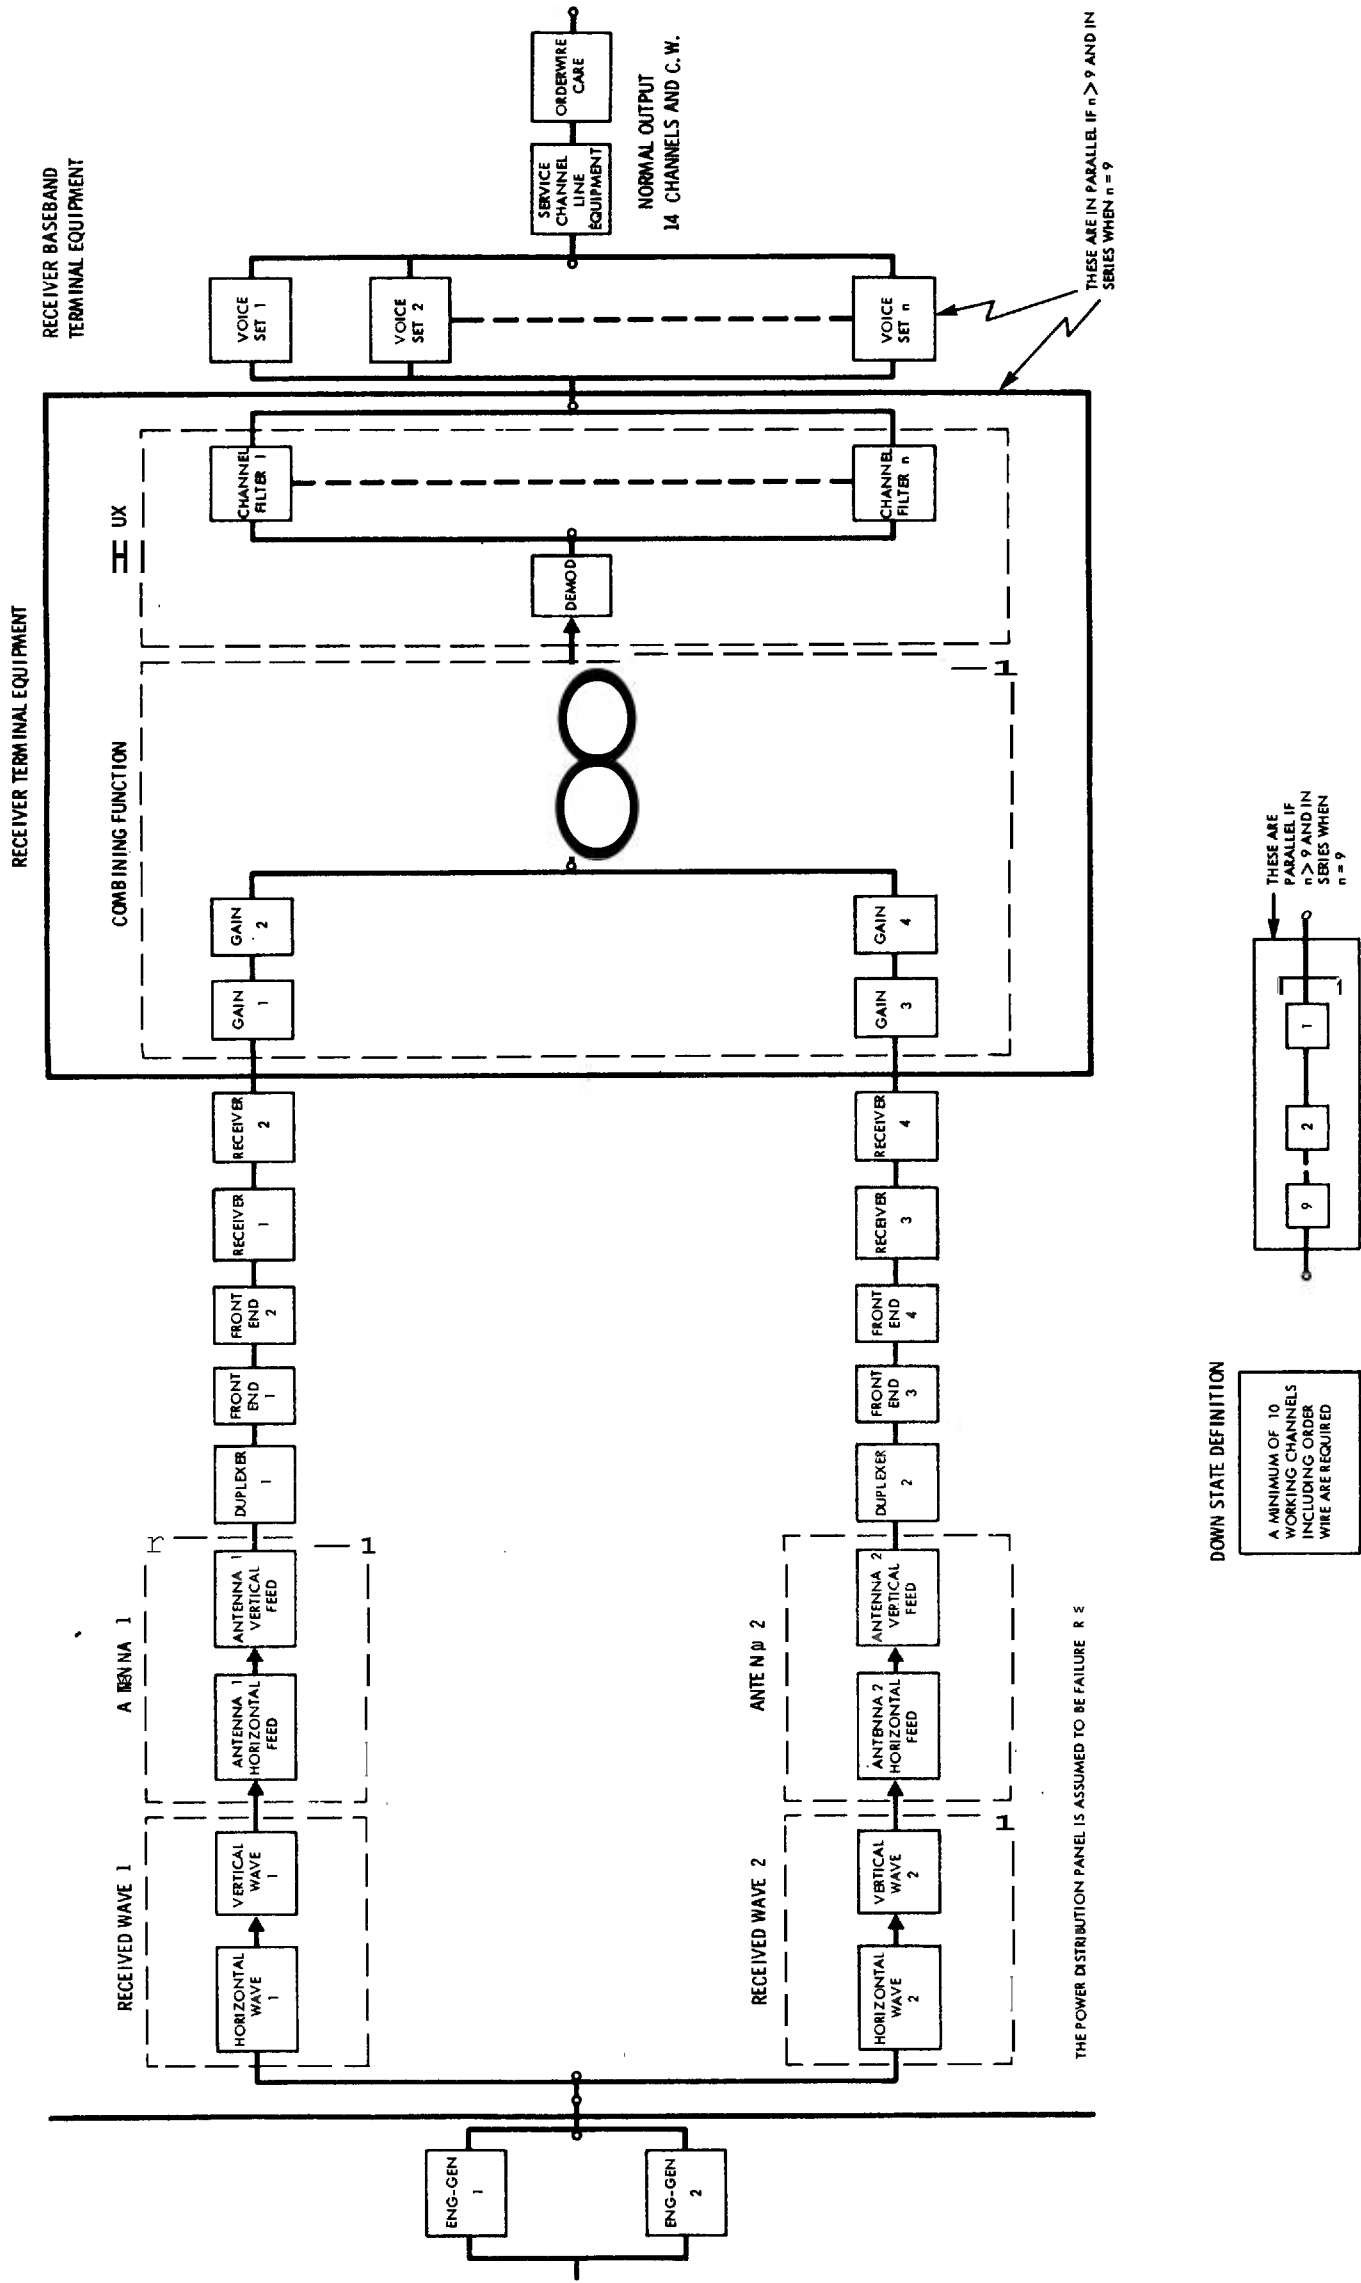 RECEIVER TERMINAL EQUIPMENT
RECEIVER BASEBAND
TERMINAL EQUIPMENT
RECEIVED WAVE 1
ANTENNA 1
COMBINING FUNCTION
UX
HORIZONTAL
WAVE
1
VERTICAL
WAVE
1
ANTENNA 1
HORIZONTAL
FEED
ANTENNA 1
VERTICAL
FEED
DUPLEXER
1
FRONT
END
1
FRONT
END
2
RECEIVER
1
RECEIVER
2
GAIN
1
GAIN
2
CHANNEL
FILTER 1
VOICE
SET 1
VOICE
SET 2
ENG-GEN
1
ENG-GEN
2
DEMOD
SERVICE
CHANNEL
LINE
EQUIPMENT
ORDERWIRE
CARE
NORMAL OUTPUT
14 CHANNELS AND C.W.
RECEIVED WAVE 2
ANTE N 2
HORIZONTAL
WAVE
2
VERTICAL
WAVE
2
ANTENNA 2
HORIZONTAL
FEED
ANTENNA 2
VERTICAL
FEED
DUPLEXER
2
FRONT
END
3
FRONT
END
4
RECEIVER
3
RECEIVER
4
GAIN
3
GAIN
4
CHANNEL
FILTER n
VOICE
SET n
THESE ARE IN PARALLEL IF n > 9 AND IN
SERIES WHEN n = 9
THE POWER DISTRIBUTION PANEL IS ASSUMED TO BE FAILURE R
DOWN STATE DEFINITION
A MINIMUM OF 10
WORKING CHANNELS
INCLUDING ORDER
WIRE ARE REQUIRED
9
2
1
THESE ARE
PARALLEL IF
n > 9 AND IN
SERIES WHEN
n = 9